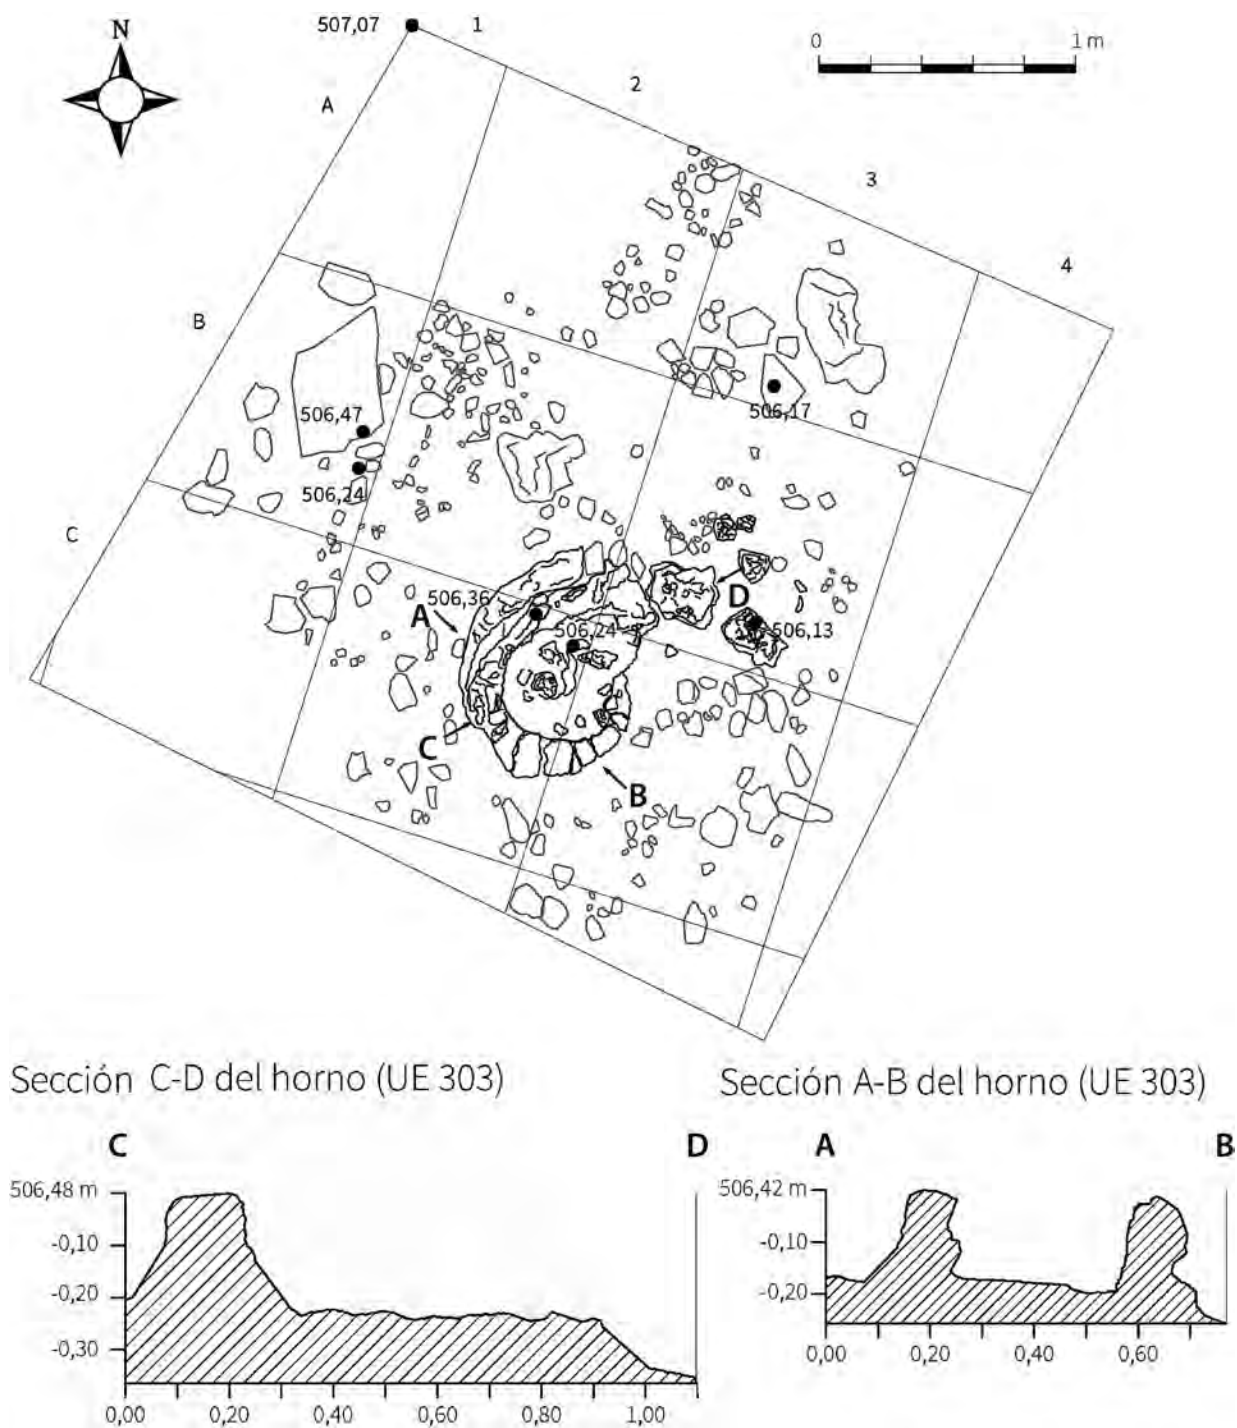 507,07
1
N
0
1 m
2
A
3
4
B
506,47
506,17
506,24
C
506,36
A
D
506,24
506,13
C
B
Sección C-D del horno (UE 303)
Sección A-B del horno (UE 303)
C
D
A
B
506,48 m
506,42 m
-0,10
-0,10
-0,20
-0,20
-0,30
0,00
0,20
0,40
0,60
0,80
1,00
0,00
0,20
0,40
0,60